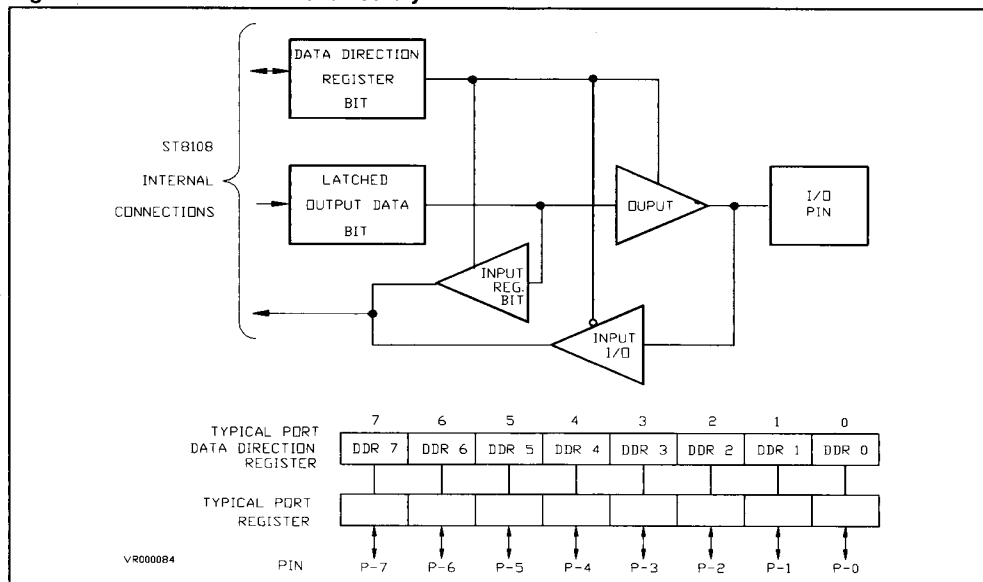 DATA DIRECTION
REGISTER
BIT
ST8108
INTERNAL
CONNECTIONS
LATCHED
OUTPUT DATA
BIT
OUPUT
I/O
PIN
INPUT
REG.
BIT
INPUT
I/O
7 6 5 4 3 2 1 0
TYPICAL PORT
DATA DIRECTION
REGISTER
DDR 7 DDR 6 DDR 5 DDR 4 DDR 3 DDR 2 DDR 1 DDR 0
TYPICAL PORT
REGISTER
VR000084
PIN P-7 P-6 P-5 P-4 P-3 P-2 P-1 P-0